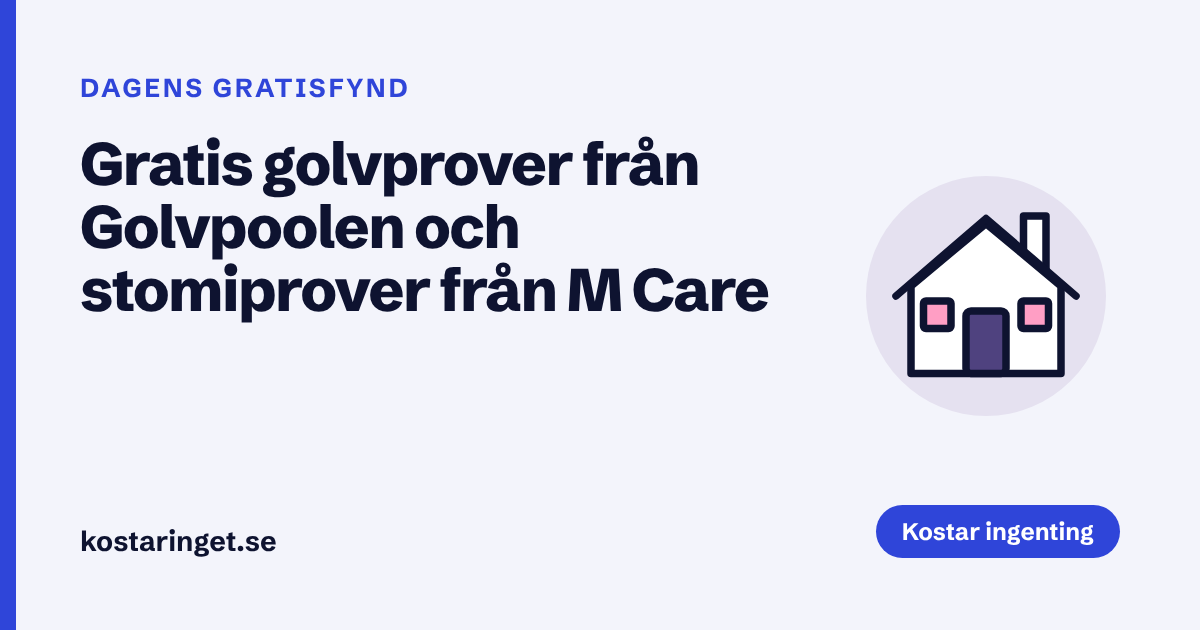 DAGENS GRATISFYND
Gratis golvprover från
Golvpoolen och
stomiprover från M Care
kostaringet.se
Kostar ingenting